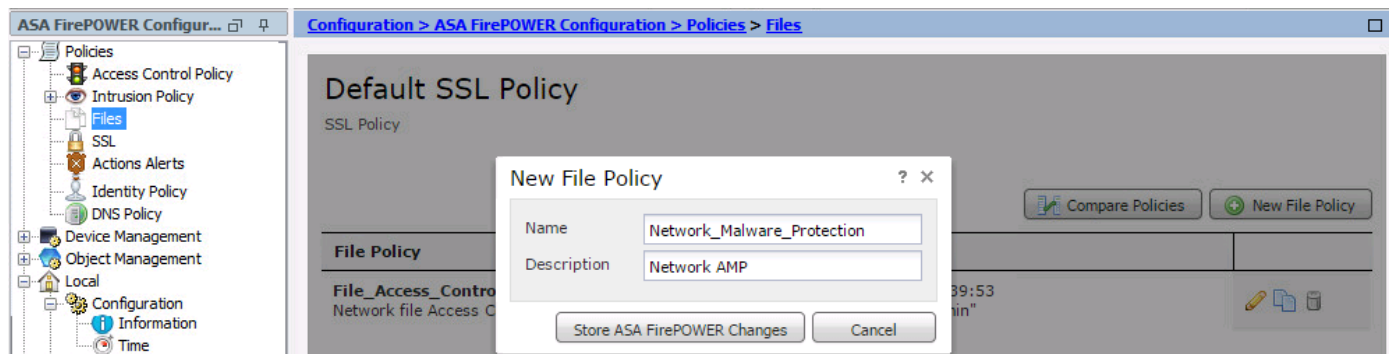 ASA FirePOWER Configur...
Policies
Access Control Policy
Intrusion Policy
Files
SSL
Actions Alerts
Identity Policy
DNS Policy
Device Management
Object Management
Local
Configuration
Information
Time
Configuration > ASA FirePOWER Configuration > Policies > Files
Default SSL Policy
SSL Policy
Compare Policies
New File Policy
File Policy
File_Access_Contro
39:53
Network file Access C
nin"
New File Policy
?
Name
Network_Malware_Protection
Description
Network AMP
Store ASA FirePOWER Changes
Cancel